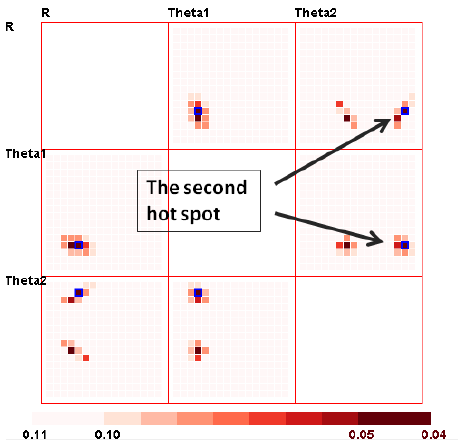 R Theta1 Theta2
R
Theta1
The second
hot spot
Theta2
0.11 0.10 0.05 0.04